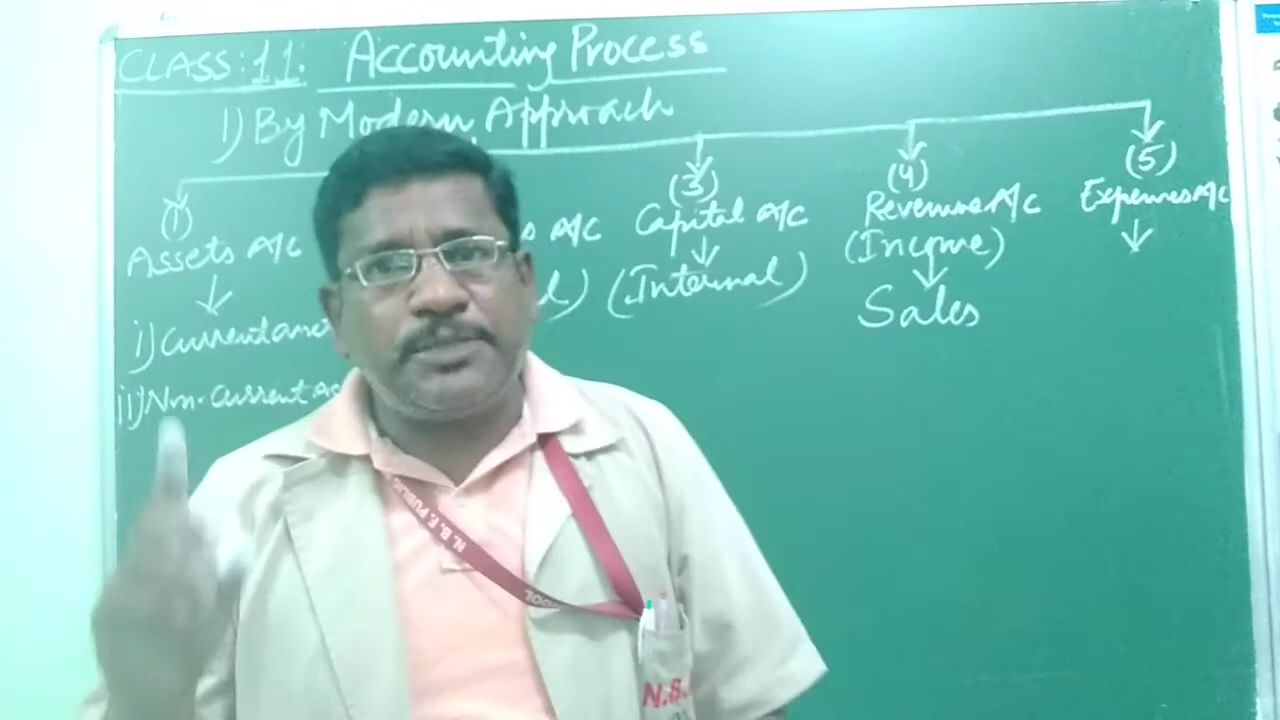 CLASS: 11. Accounting Process
1) By Modern Approach
(1) (3) (4) (5)
Assets A/c s A/c Capital A/c Revenue A/c Expenses A/c
(Internal) (Income)
i) Current Sales
ii) Non-Current
N. B. F. PUBLIC
N.B.